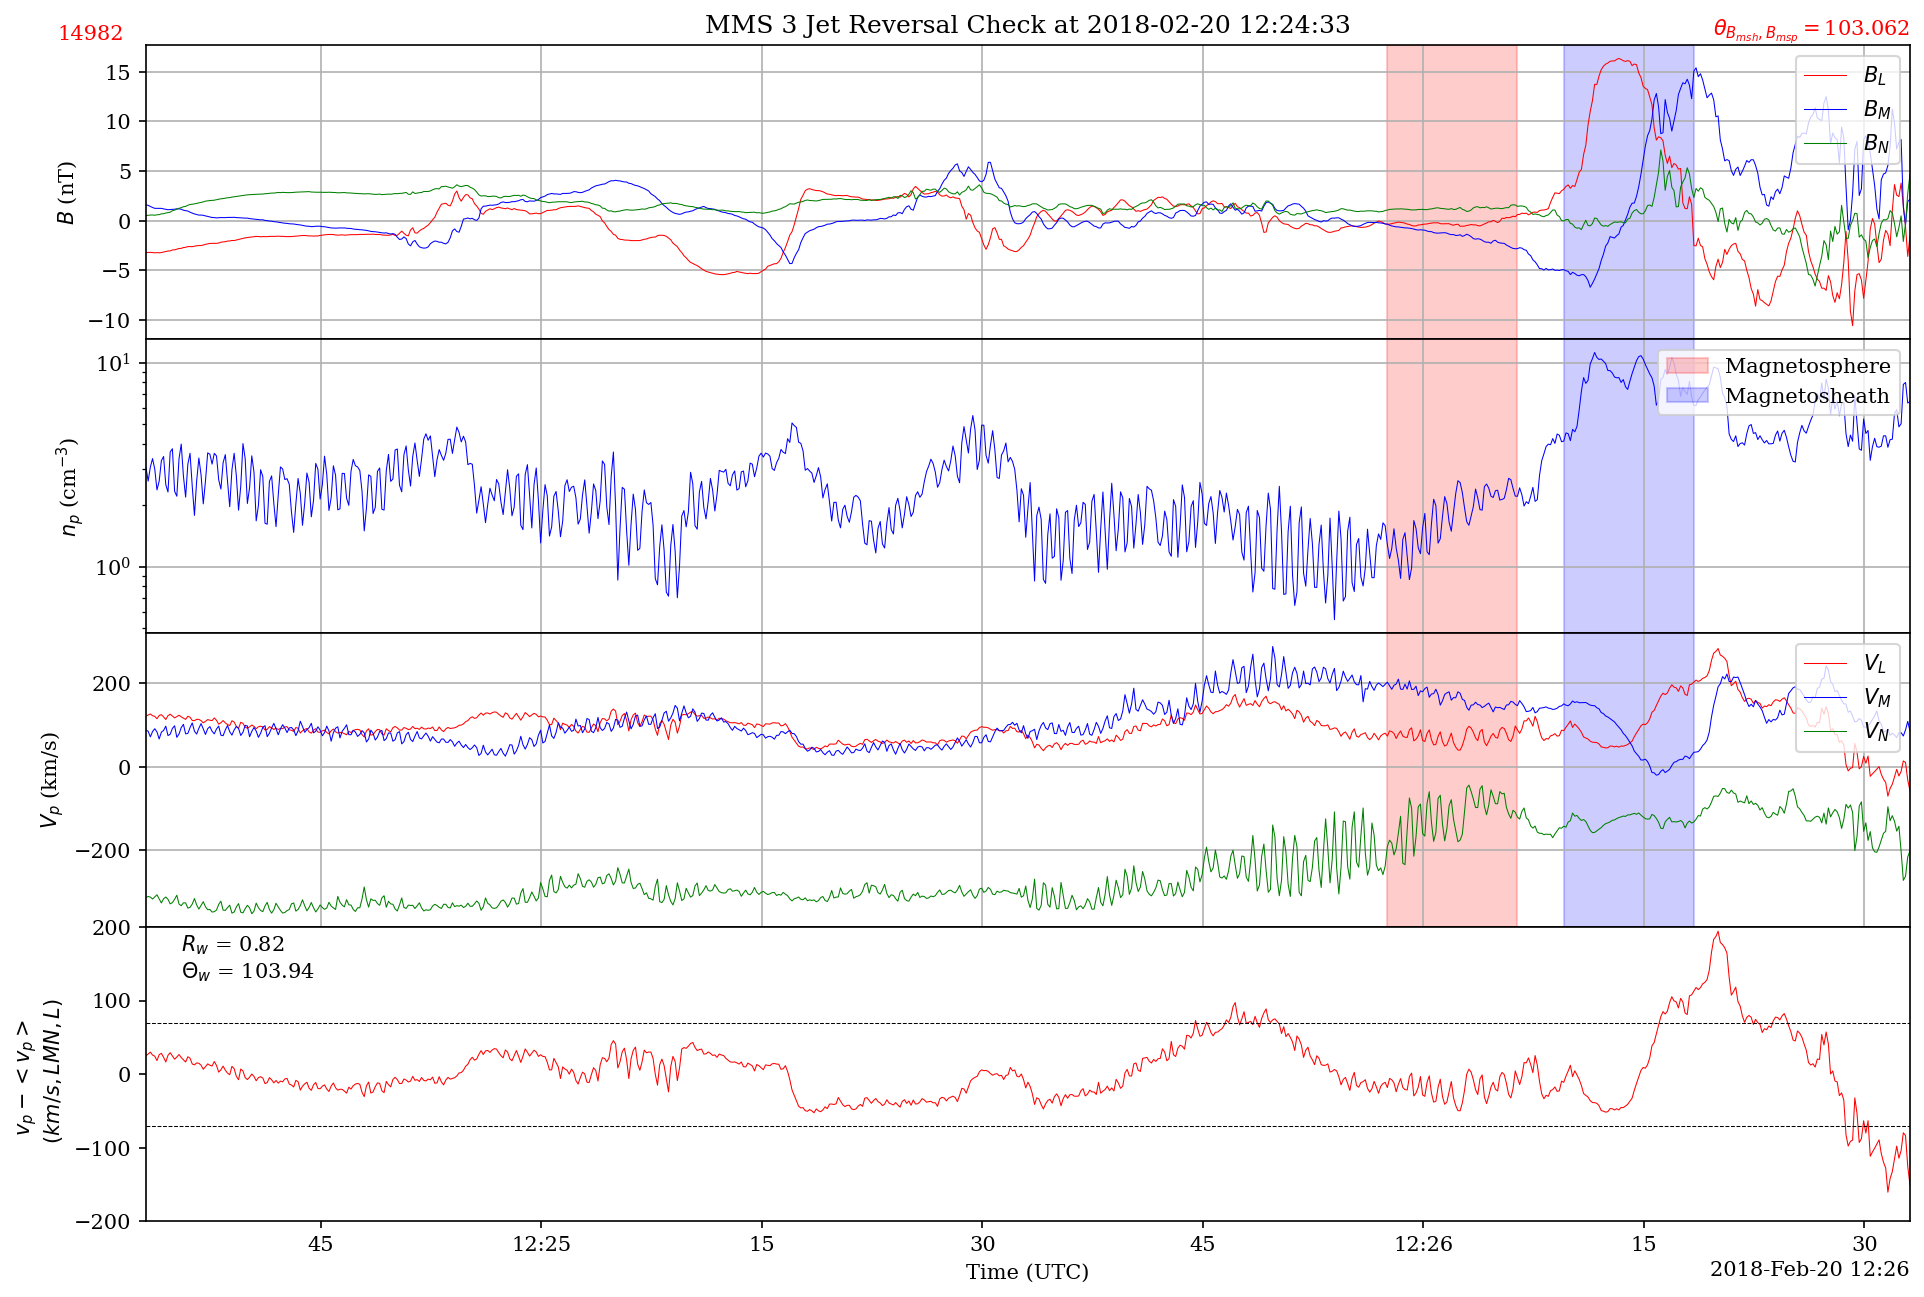 MMS 3 Jet Reversal Check at 2018-02-20 12:24:33
14982
θ_{B_{msh}, B_{msp}} = 103.062
15
10
5
0
−5
−10
B (nT)
B_L
B_M
B_N
10^1
10^0
n_p (cm^{−3})
Magnetosphere
Magnetosheath
200
0
−200
V_p (km/s)
V_L
V_M
V_N
200
100
0
−100
−200
v_p − < v_p >
(km/s, LMN, L)
R_w = 0.82
Θ_w = 103.94
45
12:25
15
30
45
12:26
15
30
Time (UTC)
2018-Feb-20 12:26